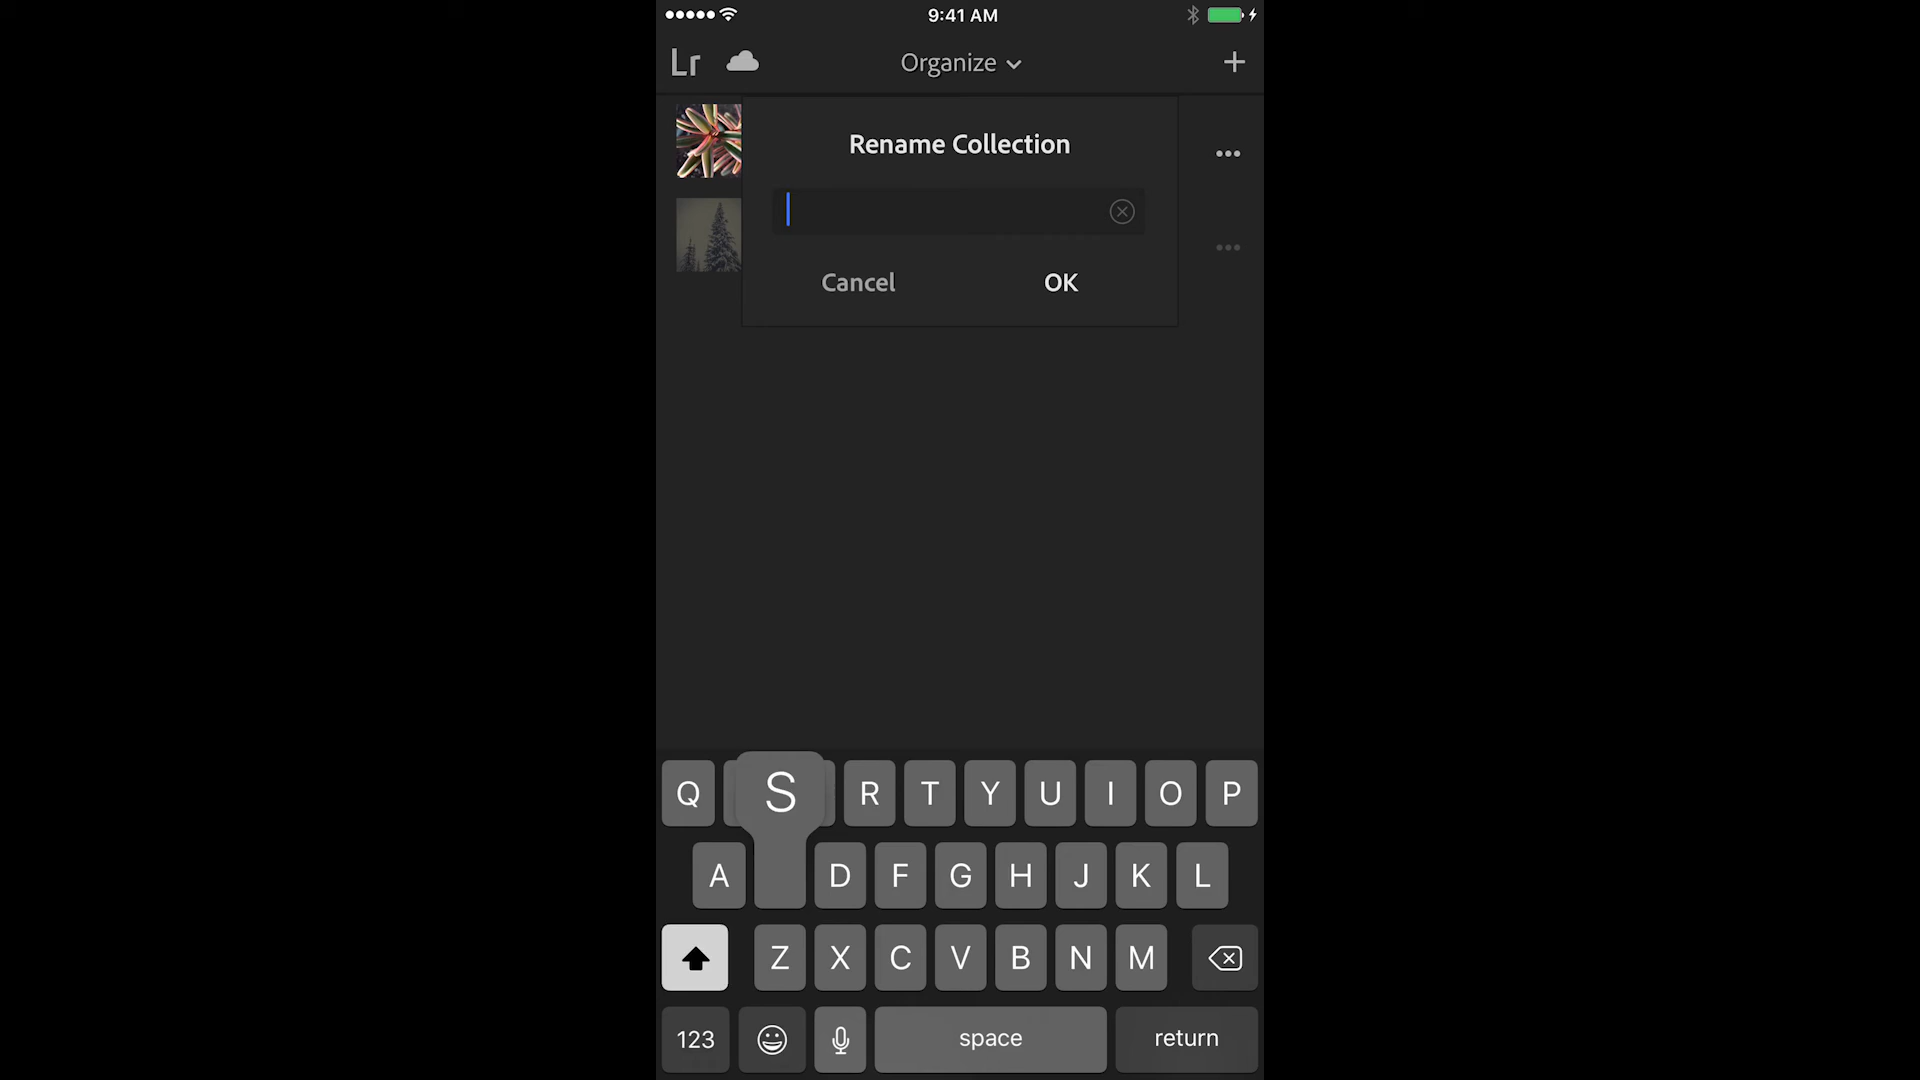 9:41 AM
Lr Organize
Rename Collection
Cancel OK
Q S R T Y U I O P
A D F G H J K L
Z X C V B N M
123 space return